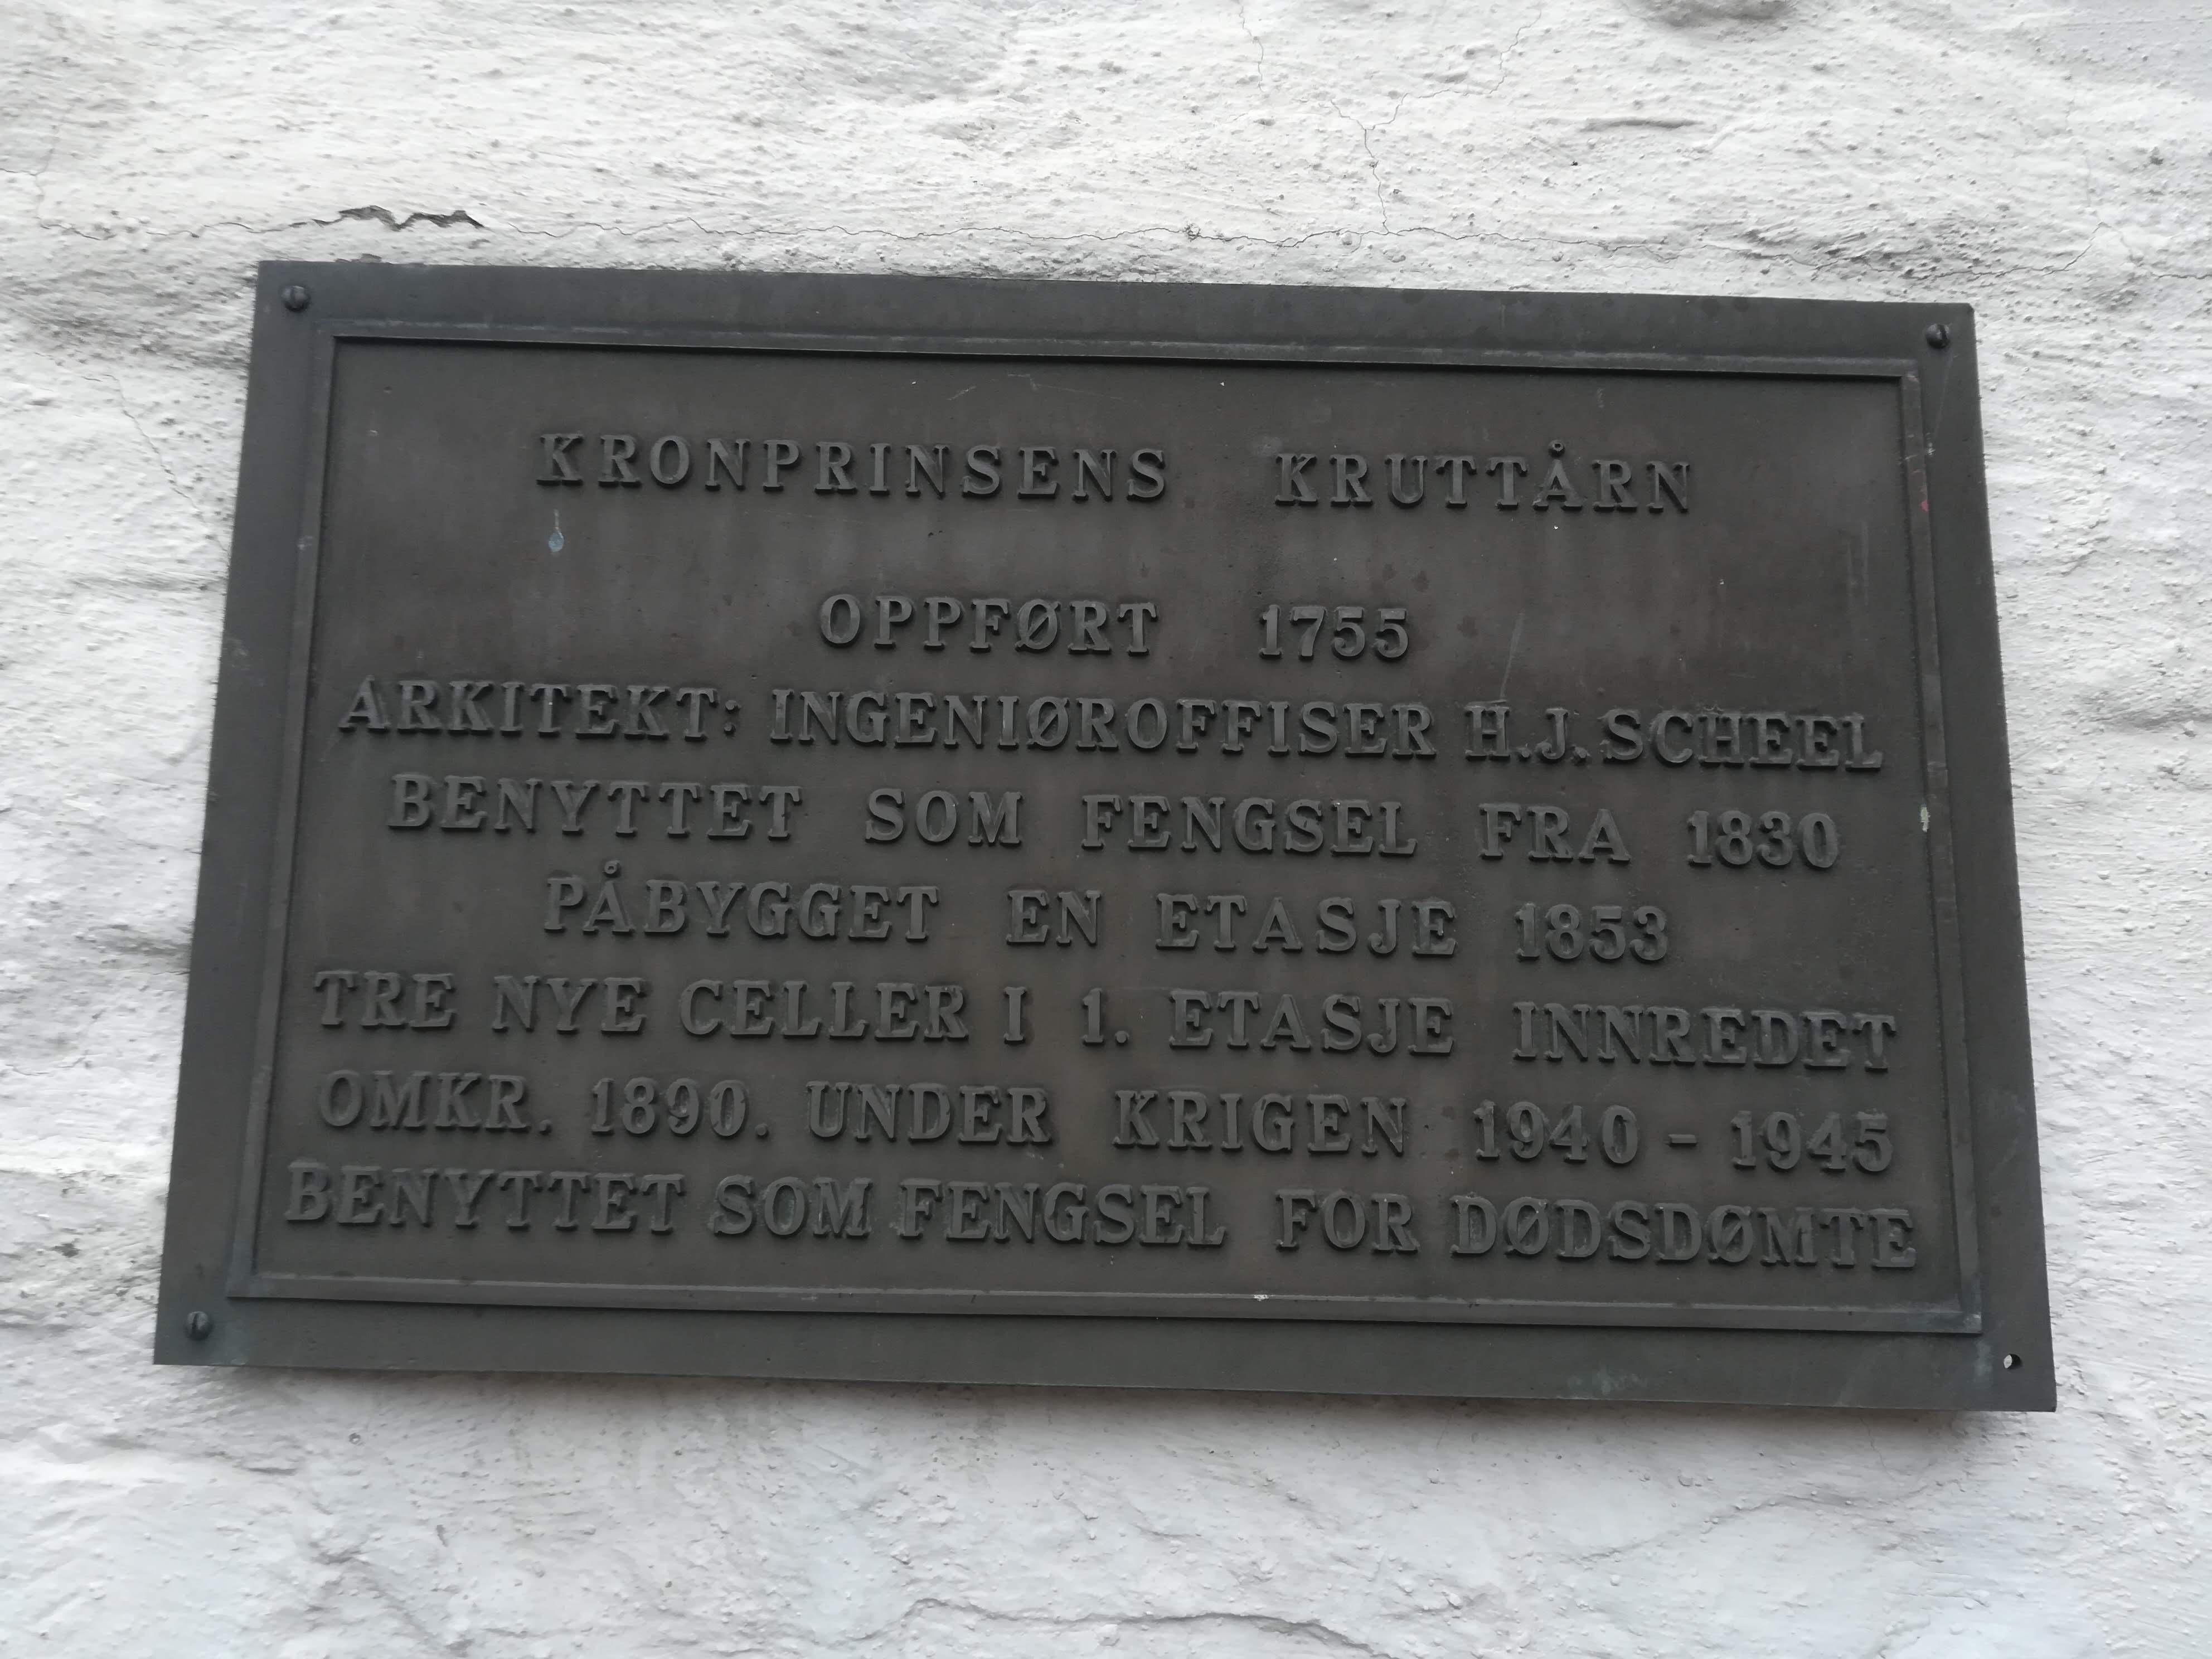 KRONPRINSENS KRUTTÅRN
OPPFØRT 1755
ARKITEKT: INGENIØROFFISER H.J. SCHEEL
BENYTTET SOM FENGSEL FRA 1830
PÅBYGGET EN ETASJE 1853
TRE NYE CELLER I 1. ETASJE INNREDET
OMKR. 1890. UNDER KRIGEN 1940 - 1945
BENYTTET SOM FENGSEL FOR DØDSDØMTE